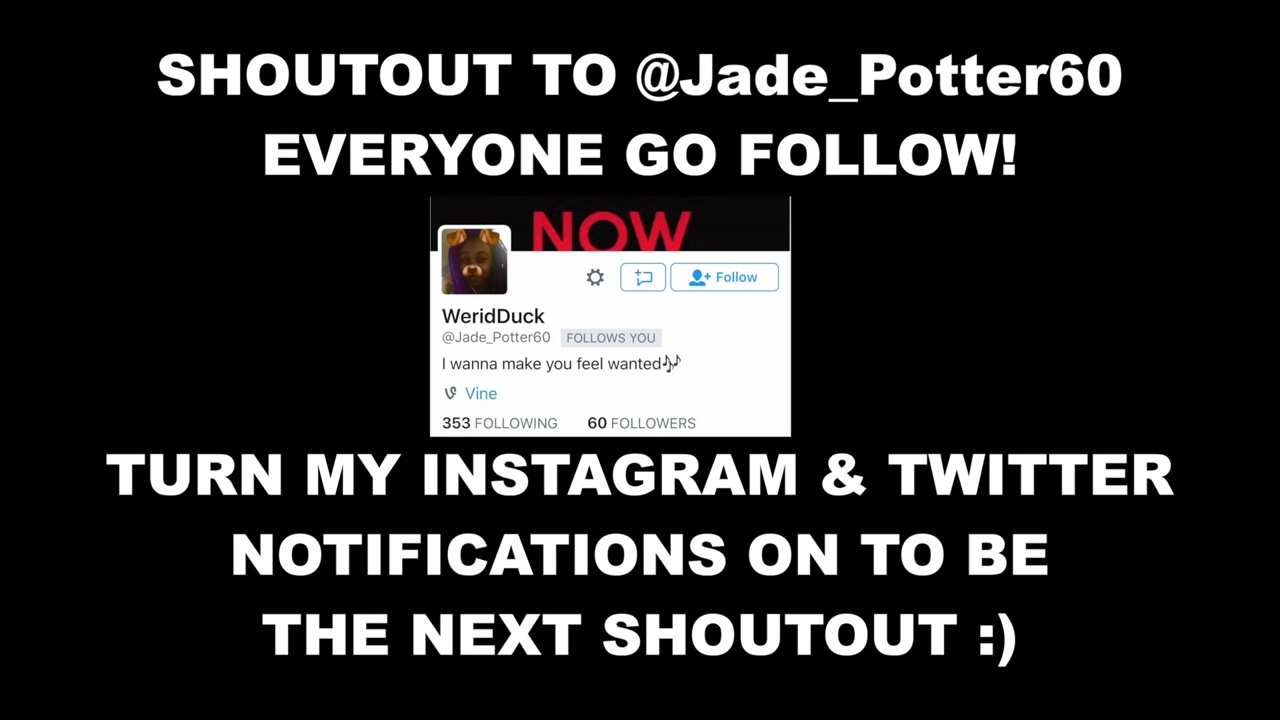 SHOUTOUT TO @Jade_Potter60
EVERYONE GO FOLLOW!
NOW
Follow
WeridDuck
@Jade_Potter60 FOLLOWS YOU
I wanna make you feel wanted🎶
Vine
353 FOLLOWING 60 FOLLOWERS
TURN MY INSTAGRAM & TWITTER
NOTIFICATIONS ON TO BE
THE NEXT SHOUTOUT :)